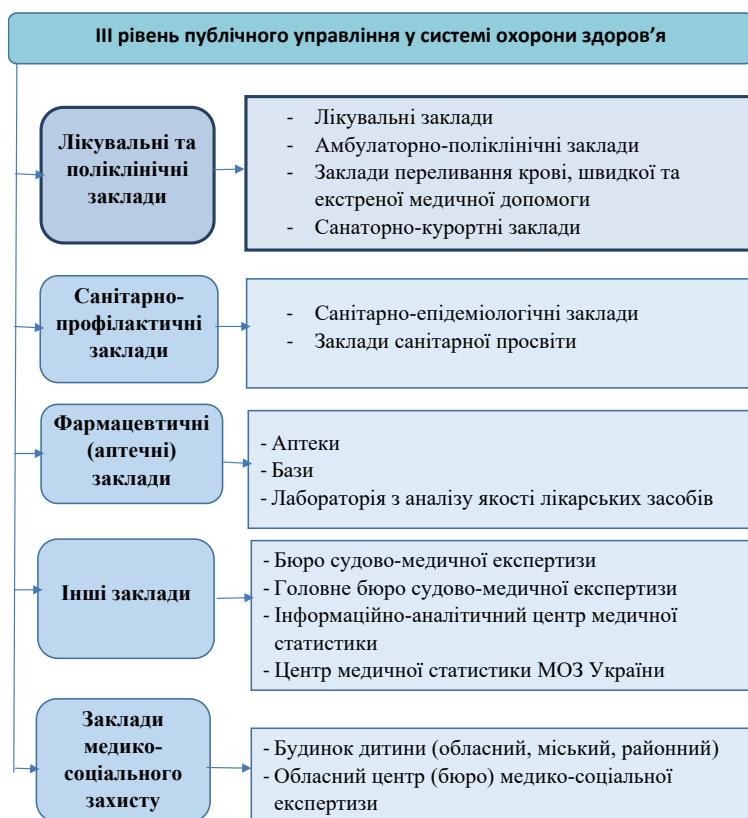 ІІІ рівень публічного управління у системі охорони здоров’я
Лікувальні та
поліклінічні
заклади
- Лікувальні заклади
- Амбулаторно-поліклінічні заклади
- Заклади переливання крові, швидкої та
екстреної медичної допомоги
- Санаторно-курортні заклади
Санітарно-
профілактичні
заклади
- Санітарно-епідеміологічні заклади
- Заклади санітарної просвіти
Фармацевтичні
(аптечні)
заклади
- Аптеки
- Бази
- Лабораторія з аналізу якості лікарських засобів
Інші заклади
- Бюро судово-медичної експертизи
- Головне бюро судово-медичної експертизи
- Інформаційно-аналітичний центр медичної
статистики
- Центр медичної статистики МОЗ України
Заклади
медико-
соціального
захисту
- Будинок дитини (обласний, міський, районний)
- Обласний центр (бюро) медико-соціальної
експертизи